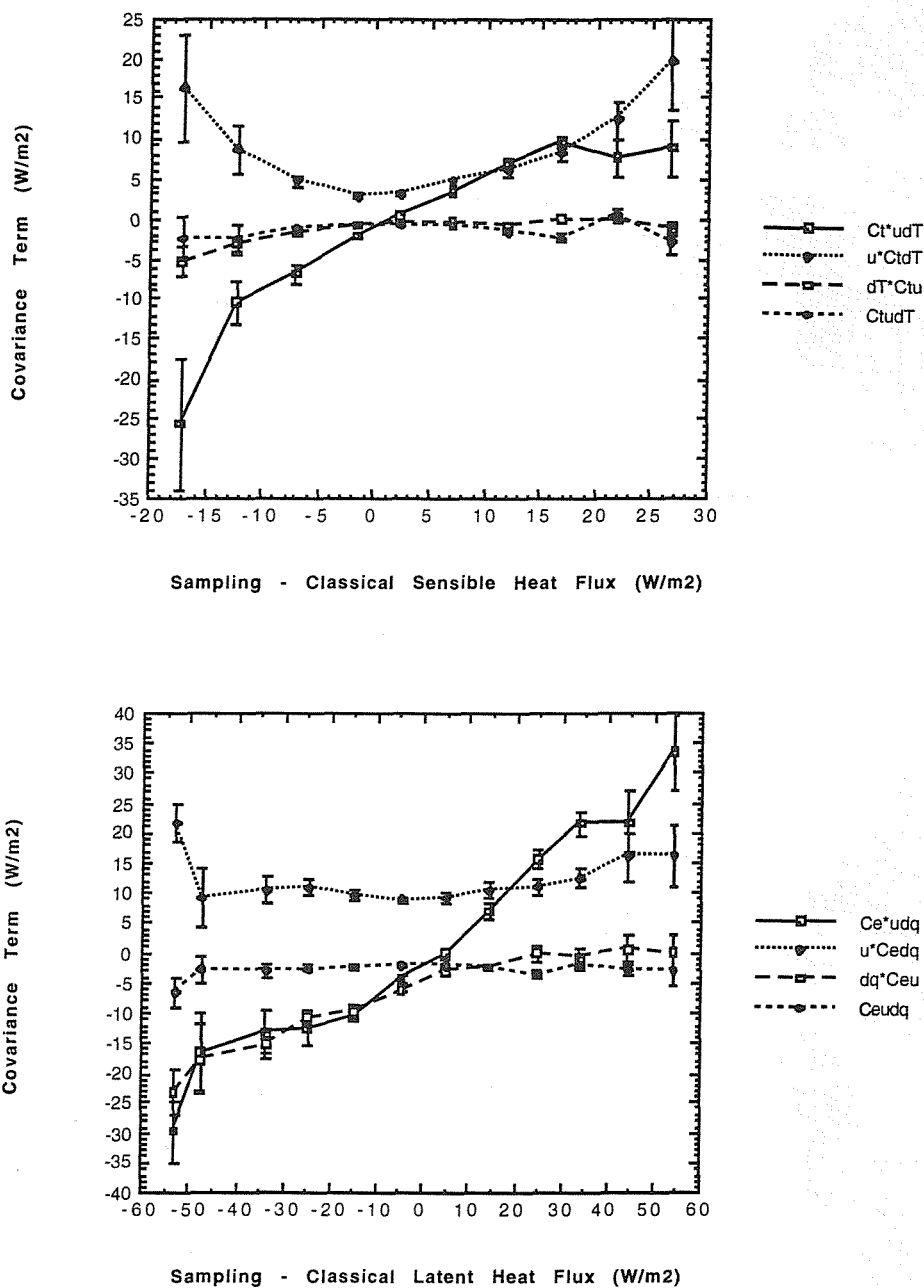 25
20
15
10
5
0
-5
-10
-15
-20
-25
-30
-35
Covariance Term (W/m2)
-20 -15 -10 -5 0 5 10 15 20 25 30
Sampling - Classical Sensible Heat Flux (W/m2)
Ct*udT
u*CtdT
dT*Ctu
CtudT
40
35
30
25
20
15
10
5
0
-5
-10
-15
-20
-25
-30
-35
-40
Covariance Term (W/m2)
-60 -50 -40 -30 -20 -10 0 10 20 30 40 50 60
Sampling - Classical Latent Heat Flux (W/m2)
Ce*udq
u*Cedq
dq*Ceu
Ceudq